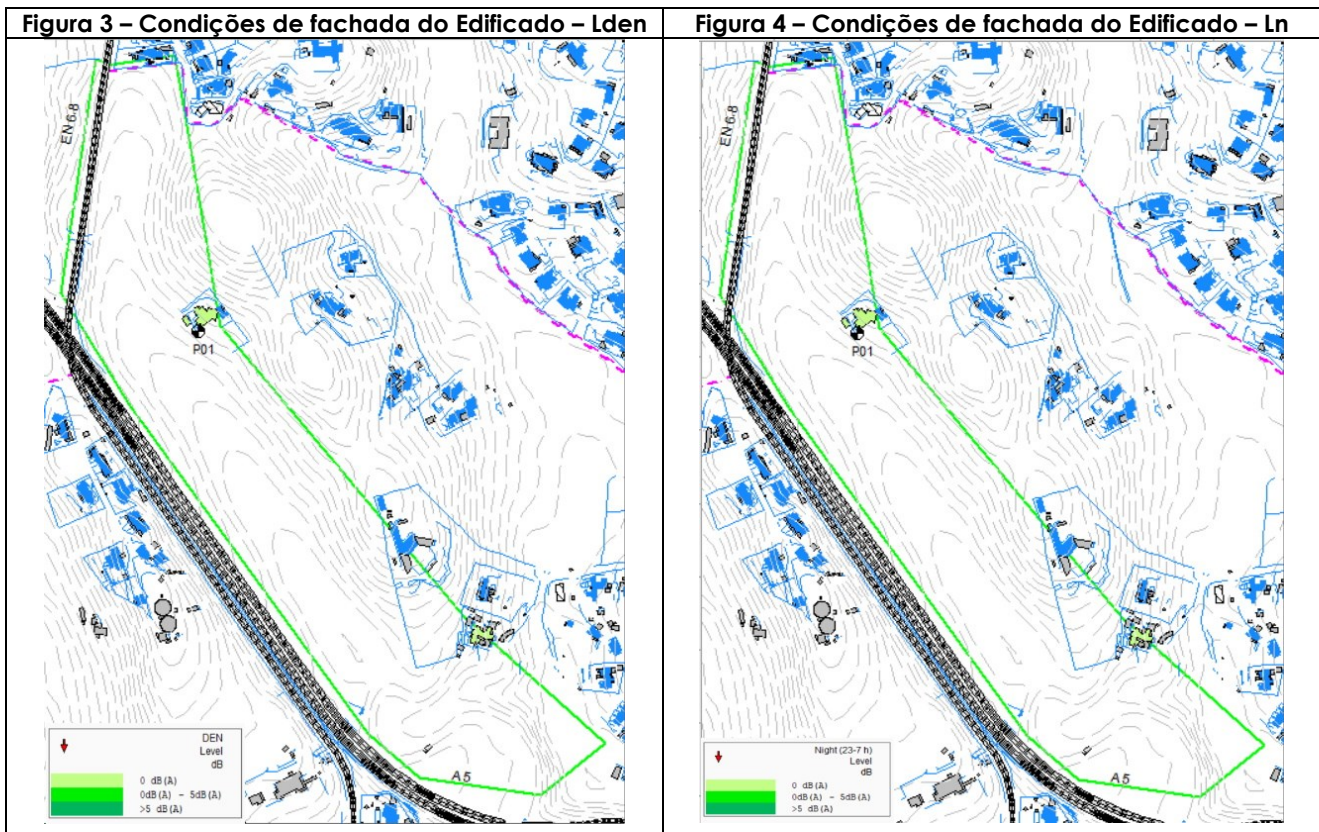 Figura 3 – Condições de fachada do Edificado – Lden
EN 6.8
P01
A5
DEN
Level
dB
0 dB(A)
0dB(A) - 5dB(A)
>5 dB(A)
Figura 4 – Condições de fachada do Edificado – Ln
EN 6.8
P01
A5
Night (23-7 h)
Level
dB
0 dB(A)
0dB(A) - 5dB(A)
>5 dB(A)